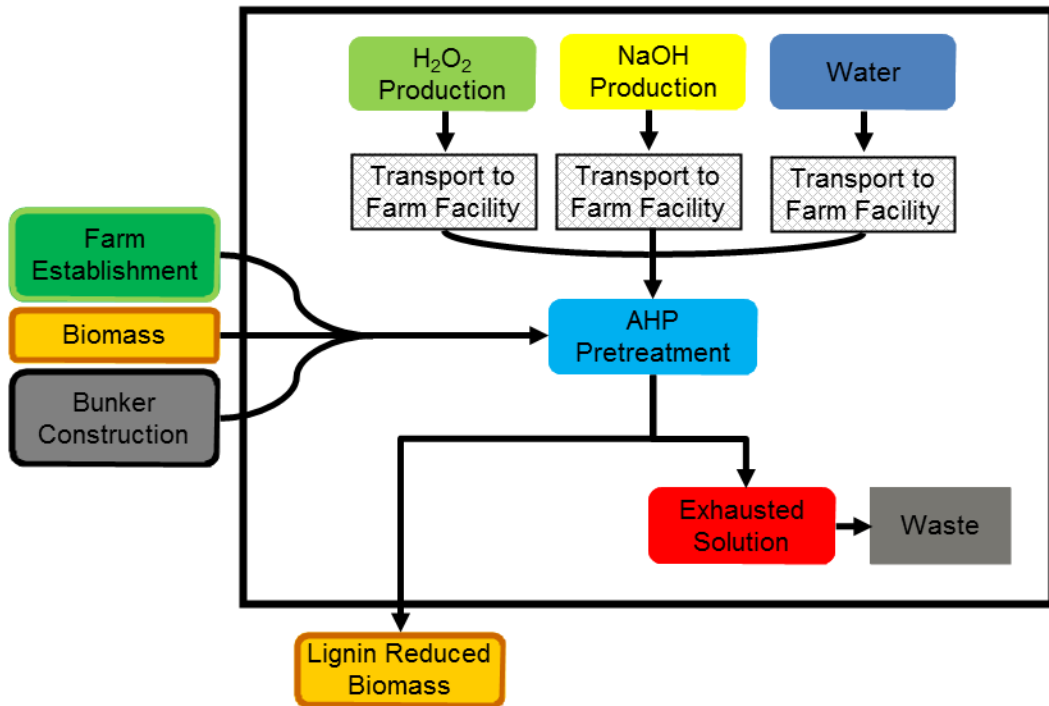 H₂O₂
Production
NaOH
Production
Water
Transport to
Farm Facility
Transport to
Farm Facility
Transport to
Farm Facility
Farm
Establishment
Biomass
Bunker
Construction
AHP
Pretreatment
Exhausted
Solution
Waste
Lignin Reduced
Biomass